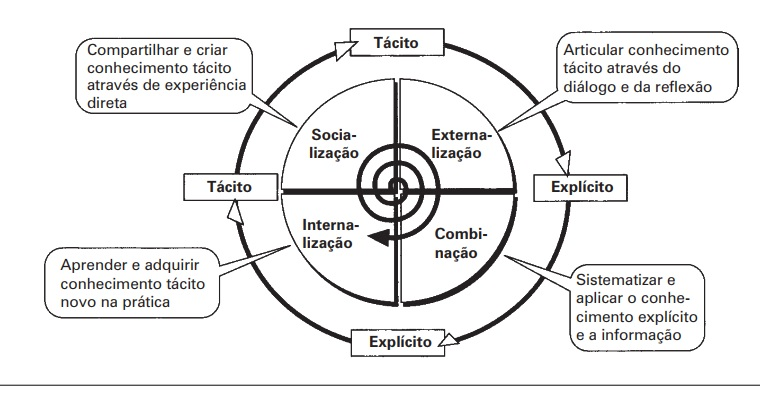 Tácito
Compartilhar e criar
conhecimento tácito
através de experiência
direta
Articular conhecimento
tácito através do
diálogo e da reflexão
Socia-
lização
Externa-
lização
Tácito
Explícito
Interna-
lização
Combi-
nação
Aprender e adquirir
conhecimento tácito
novo na prática
Sistematizar e
aplicar o conhe-
cimento explícito
e a informação
Explícito